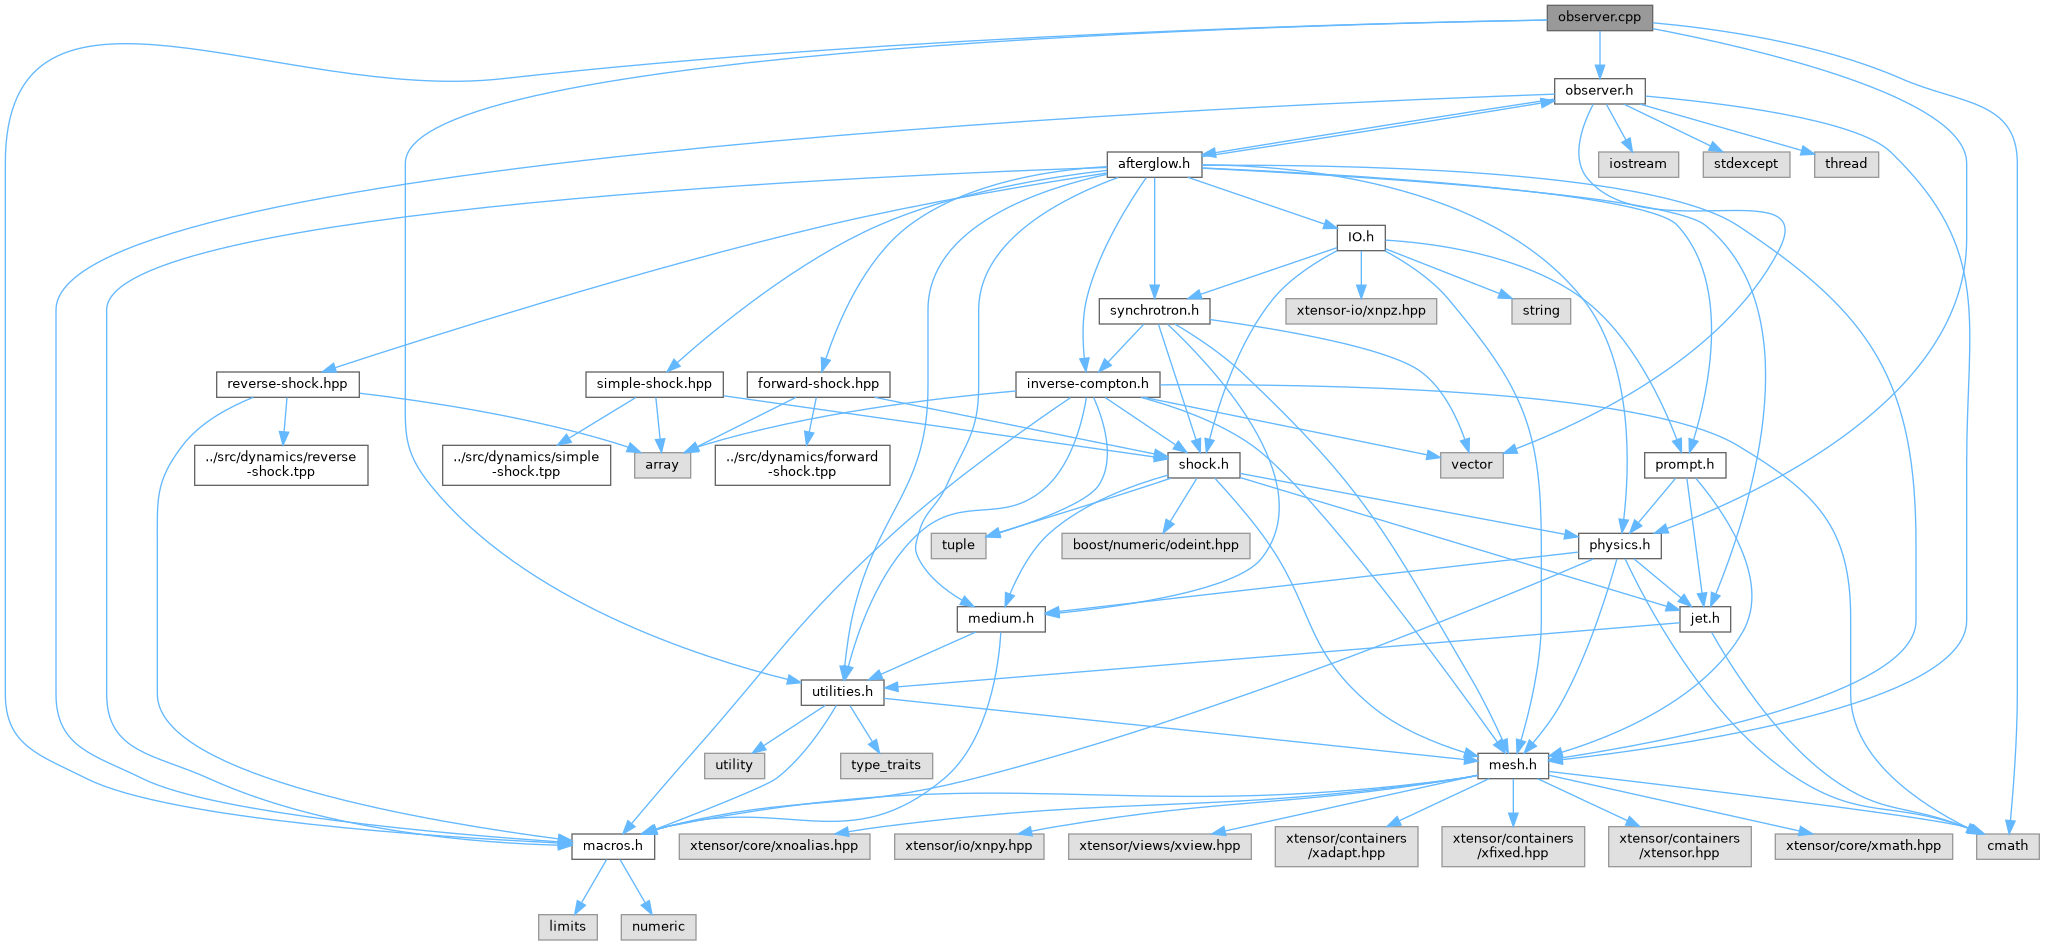 observer.cpp
observer.h
afterglow.h
iostream
stdexcept
thread
IO.h
synchrotron.h
xtensor-io/xnpz.hpp
string
reverse-shock.hpp
simple-shock.hpp
forward-shock.hpp
inverse-compton.h
../src/dynamics/reverse
-shock.tpp
../src/dynamics/simple
-shock.tpp
array
../src/dynamics/forward
-shock.tpp
shock.h
vector
prompt.h
tuple
boost/numeric/odeint.hpp
physics.h
medium.h
jet.h
utilities.h
utility
type_traits
mesh.h
macros.h
xtensor/core/xnoalias.hpp
xtensor/io/xnpy.hpp
xtensor/views/xview.hpp
xtensor/containers
/xadapt.hpp
xtensor/containers
/xfixed.hpp
xtensor/containers
/xtensor.hpp
xtensor/core/xmath.hpp
cmath
limits
numeric